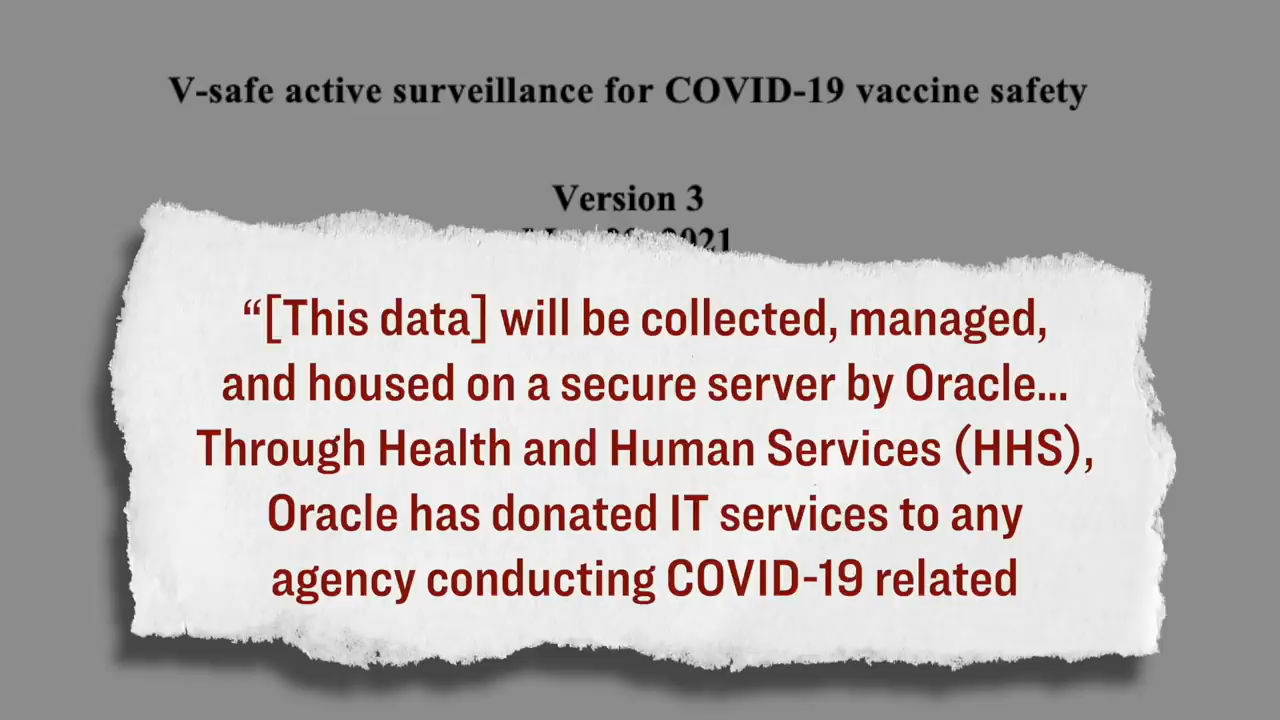 V-safe active surveillance for COVID-19 vaccine safety
Version 3
2021
“[This data] will be collected, managed,
and housed on a secure server by Oracle...
Through Health and Human Services (HHS),
Oracle has donated IT services to any
agency conducting COVID-19 related